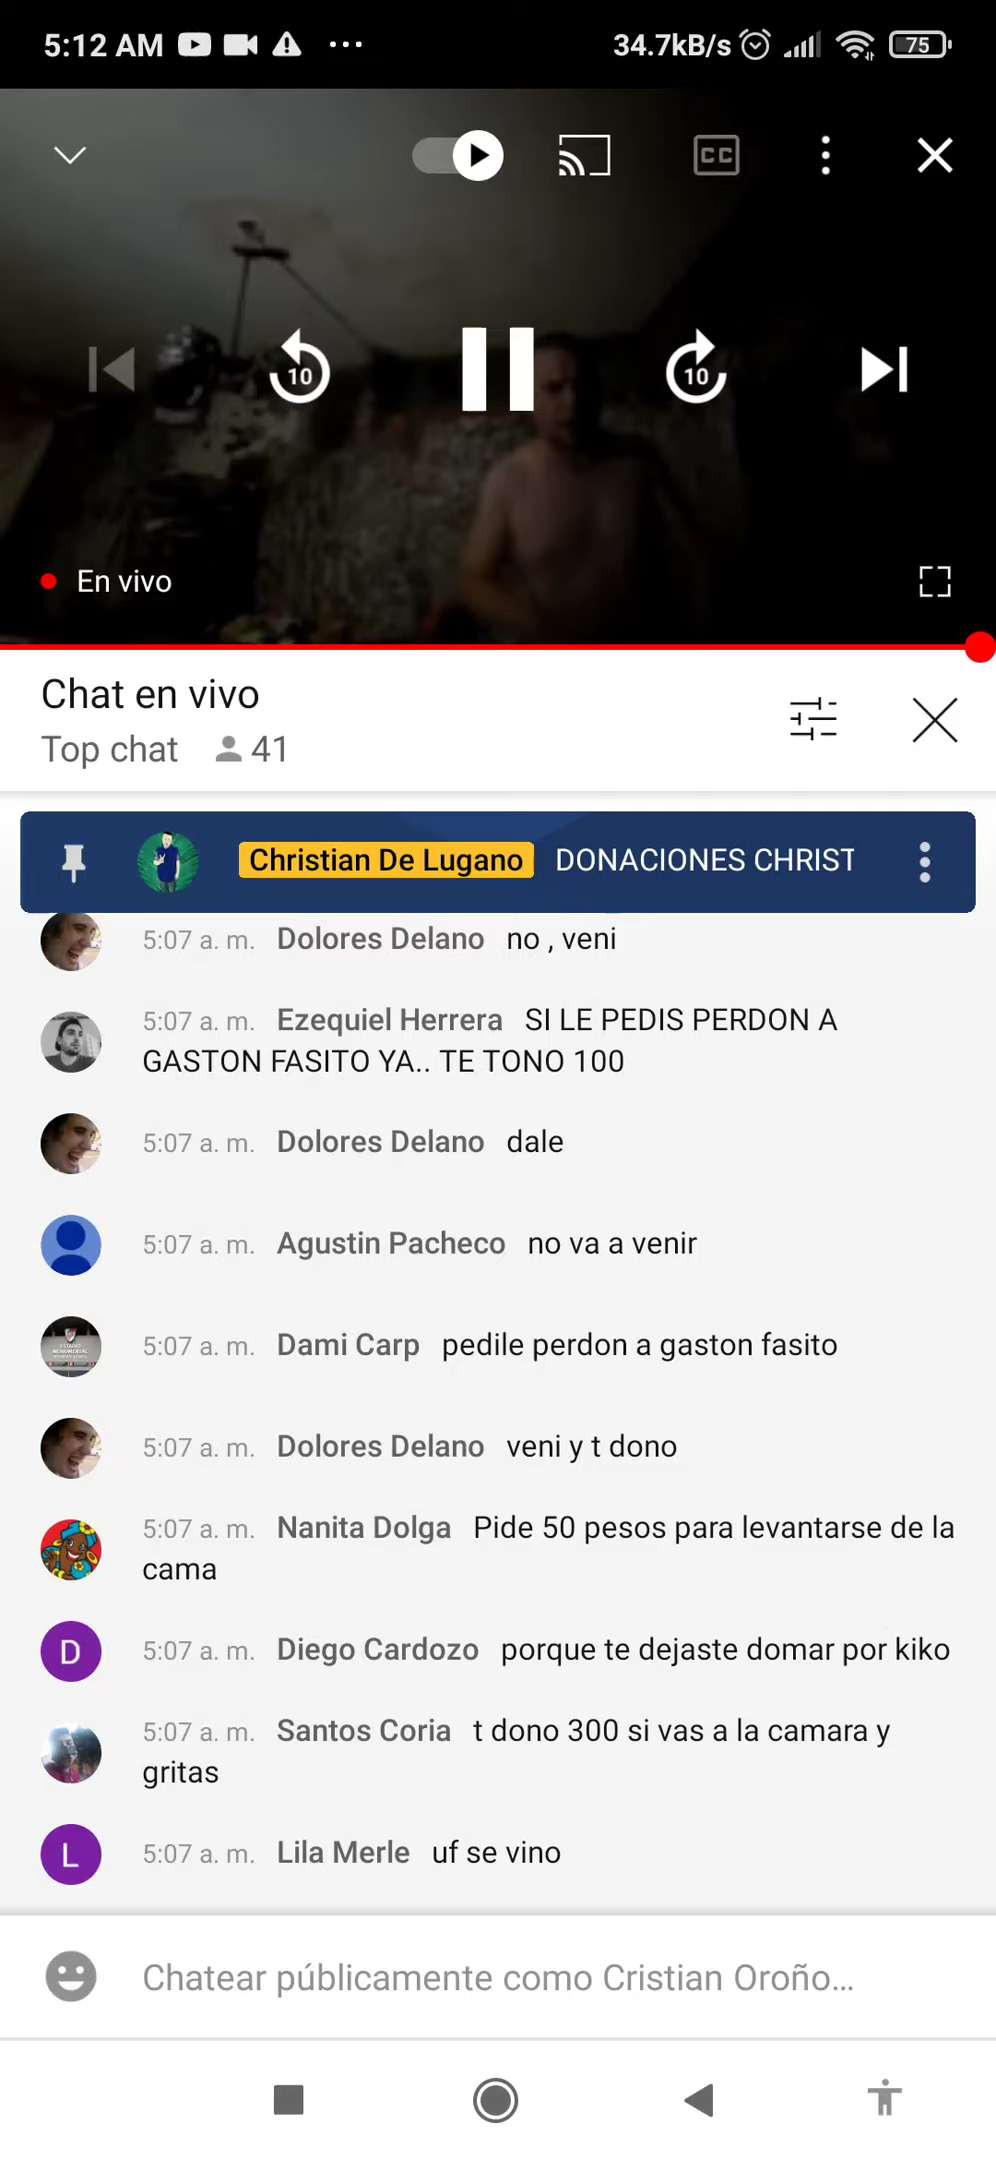 5:12 AM
34.7kB/s
75
CC
10
10
En vivo
Chat en vivo
Top chat 41
Christian De Lugano DONACIONES CHRIST
5:07 a. m. Dolores Delano no , veni
5:07 a. m. Ezequiel Herrera SI LE PEDIS PERDON A
GASTON FASITO YA.. TE TONO 100
5:07 a. m. Dolores Delano dale
5:07 a. m. Agustin Pacheco no va a venir
5:07 a. m. Dami Carp pedile perdon a gaston fasito
5:07 a. m. Dolores Delano veni y t dono
5:07 a. m. Nanita Dolga Pide 50 pesos para levantarse de la
cama
D
5:07 a. m. Diego Cardozo porque te dejaste domar por kiko
5:07 a. m. Santos Coria t dono 300 si vas a la camara y
gritas
L
5:07 a. m. Lila Merle uf se vino
Chatear públicamente como Cristian Oroño...